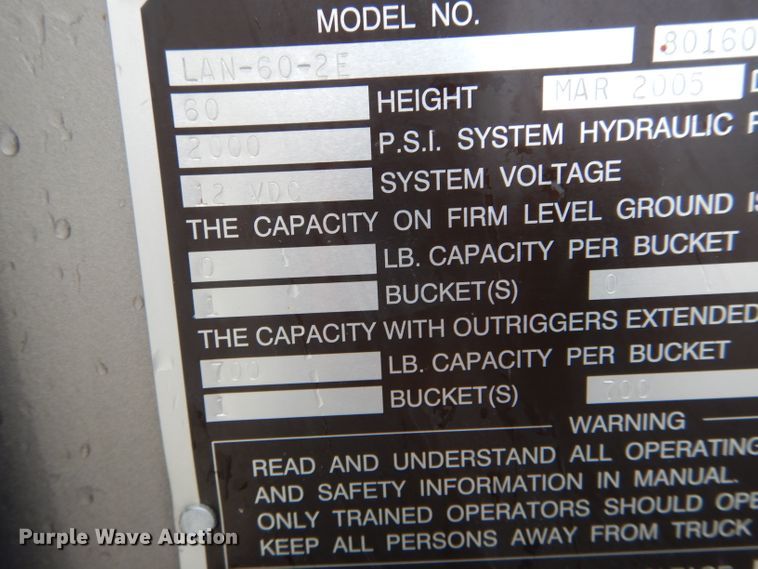 MODEL NO.
LAN-60-2E 80160
60 HEIGHT MAR 2005
2000 P.S.I. SYSTEM HYDRAULIC
12 VDC SYSTEM VOLTAGE
THE CAPACITY ON FIRM LEVEL GROUND IS
0 LB. CAPACITY PER BUCKET
1 BUCKET(S) 0
THE CAPACITY WITH OUTRIGGERS EXTENDED
700 LB. CAPACITY PER BUCKET
1 BUCKET(S) 700
WARNING
READ AND UNDERSTAND ALL OPERATING
AND SAFETY INFORMATION IN MANUAL.
ONLY TRAINED OPERATORS SHOULD OPE
KEEP ALL PERSONS AWAY FROM TRUCK
Purple Wave Auction